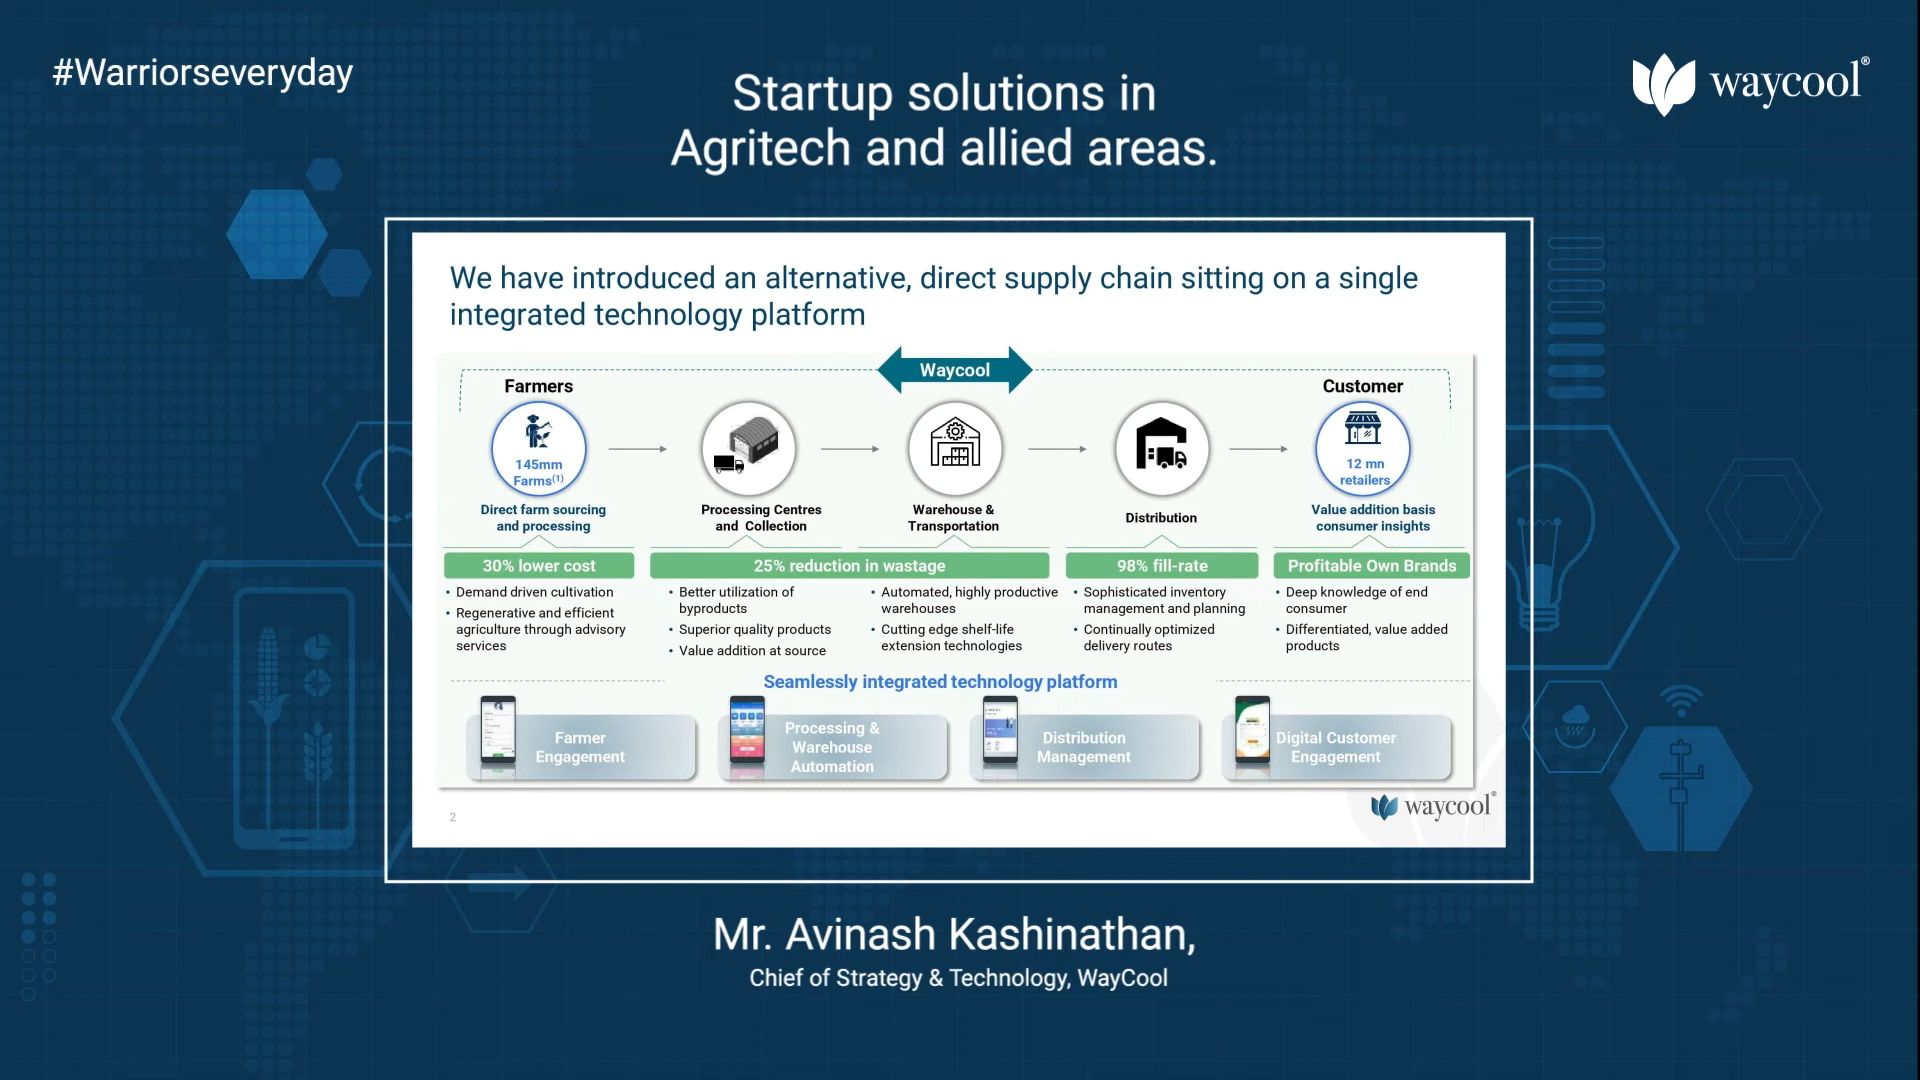 #Warriorseveryday
waycool®
Startup solutions in
Agritech and allied areas.
We have introduced an alternative, direct supply chain sitting on a single
integrated technology platform
Waycool
Farmers
Customer
145mm
Farms(1)
12 mn
retailers
Direct farm sourcing
and processing
Processing Centres
and Collection
Warehouse &
Transportation
Distribution
Value addition basis
consumer insights
30% lower cost
25% reduction in wastage
98% fill-rate
Profitable Own Brands
• Demand driven cultivation
• Regenerative and efficient
agriculture through advisory
services
• Better utilization of
byproducts
• Superior quality products
• Value addition at source
• Automated, highly productive
warehouses
• Cutting edge shelf-life
extension technologies
• Sophisticated inventory
management and planning
• Continually optimized
delivery routes
• Deep knowledge of end
consumer
• Differentiated, value added
products
Seamlessly integrated technology platform
Farmer
Engagement
Processing &
Warehouse
Automation
Distribution
Management
Digital Customer
Engagement
2
waycool®
Mr. Avinash Kashinathan,
Chief of Strategy & Technology, WayCool